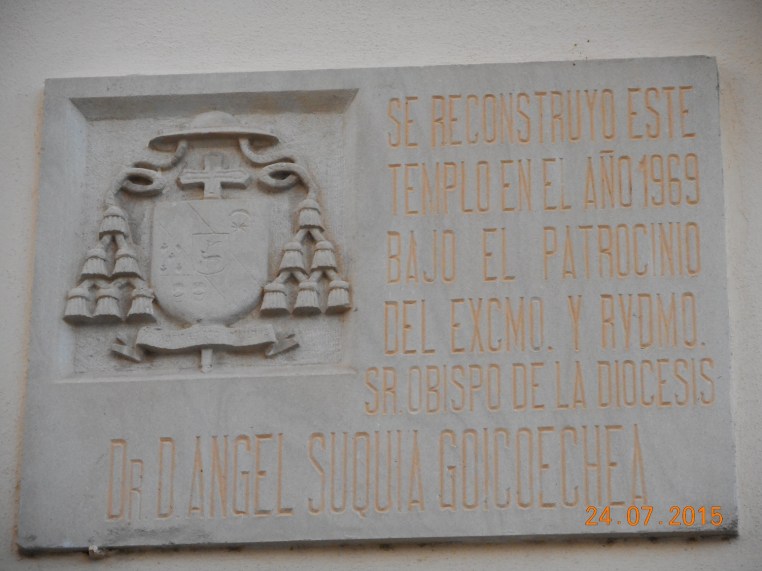 SE RECONSTRUYO ESTE
TEMPLO EN EL AÑO 1969
BAJO EL PATROCINIO
DEL EXCMO. Y RVDMO.
SR. OBISPO DE LA DIOCESIS
DR D ANGEL SUQUIA GOICOECHEA
24.07.2015